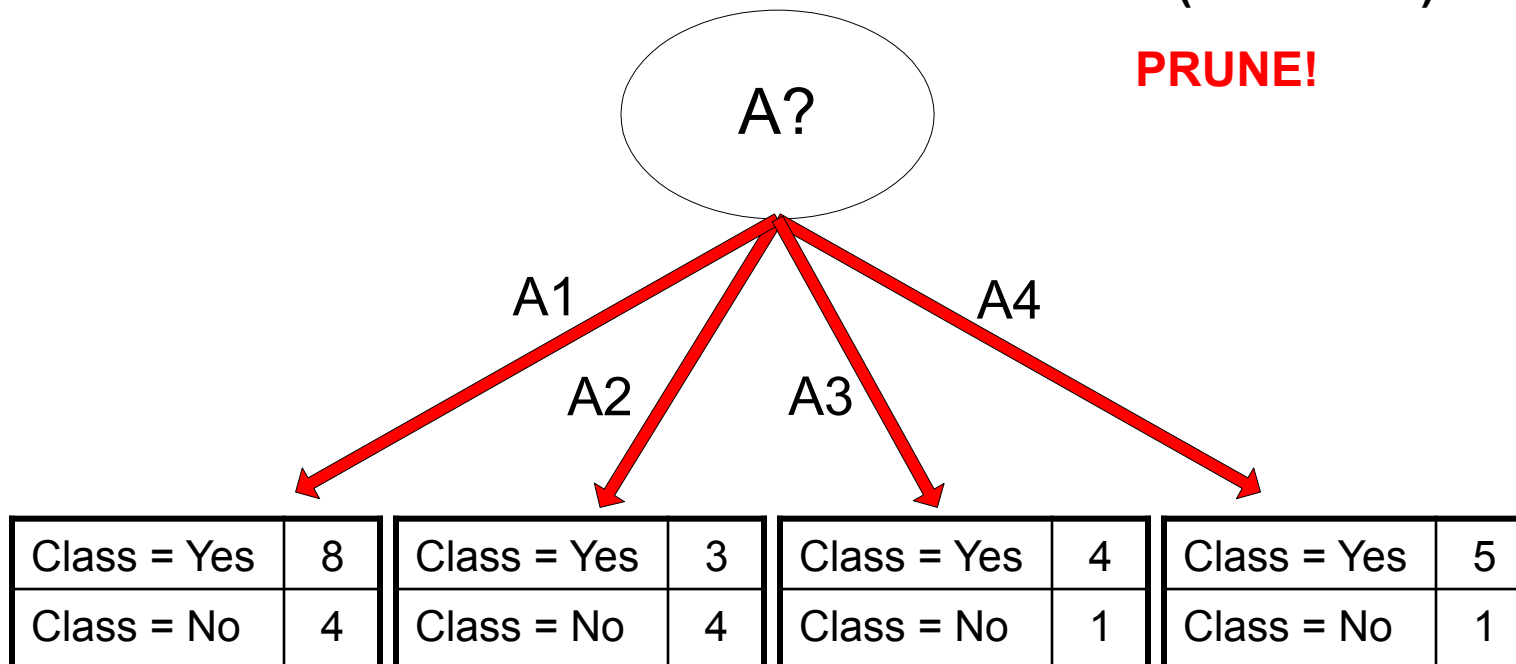 PRUNE!
A?
A1
A4
A2
A3
Class = Yes 8 Class = Yes 3 Class = Yes 4 Class = Yes 5
Class = No 4 Class = No 4 Class = No 1 Class = No 1